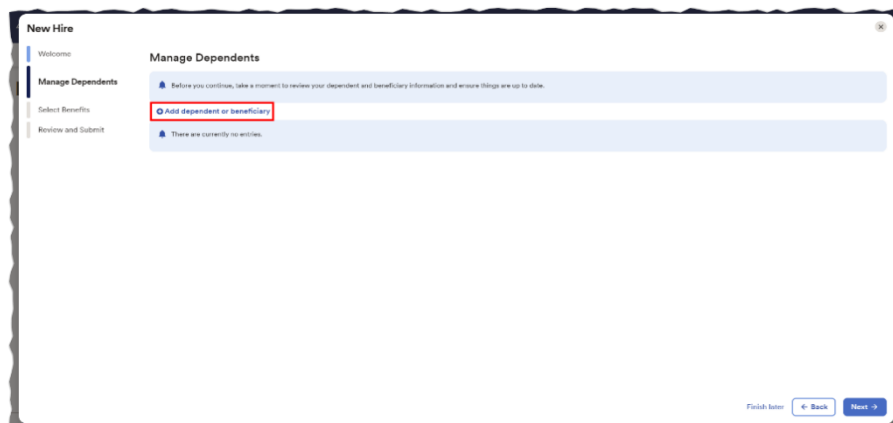 New Hire
Welcome
Manage Dependents
Select Benefits
Review and Submit
Manage Dependents
Before you continue, take a moment to review your dependent and beneficiary information and ensure things are up to date.
Add dependent or beneficiary
There are currently no entries.
Finish later ← Back Next →